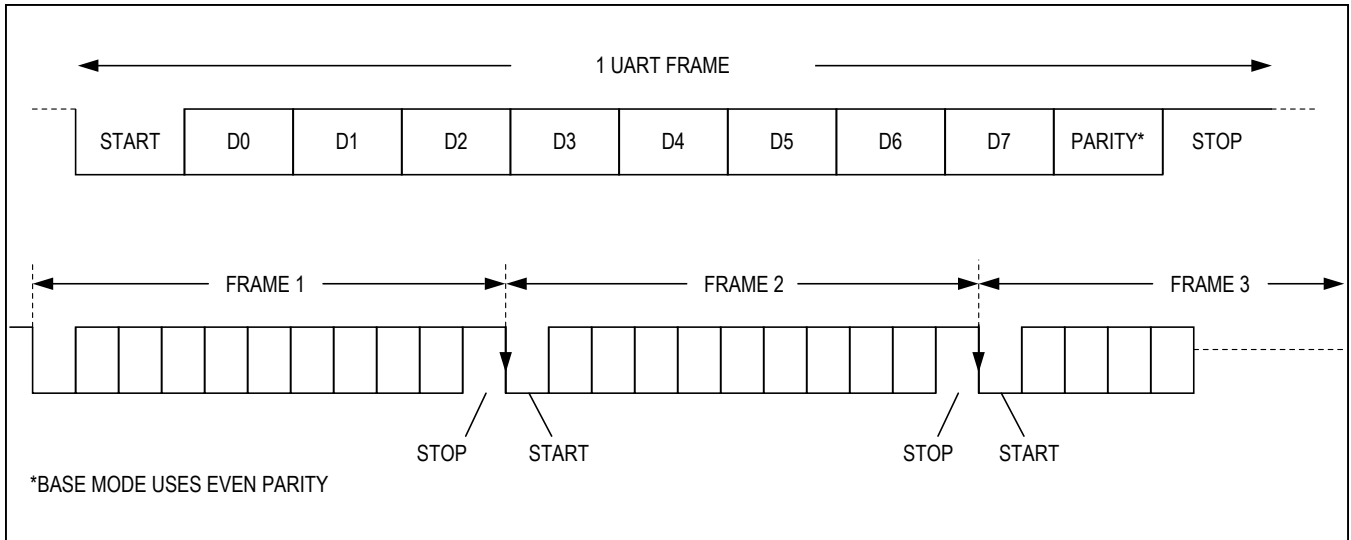 1 UART FRAME
START D0 D1 D2 D3 D4 D5 D6 D7 PARITY* STOP
FRAME 1 FRAME 2 FRAME 3
STOP START STOP START
*BASE MODE USES EVEN PARITY